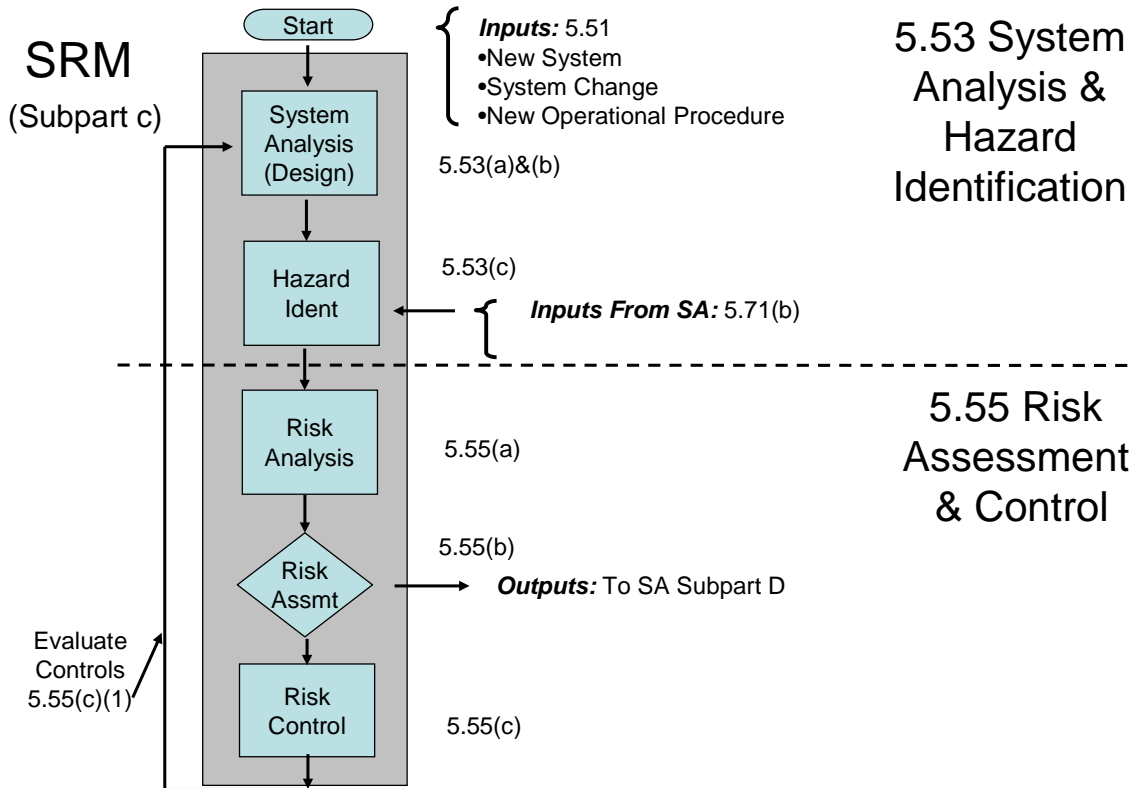 Start
SRM
(Subpart c)
Inputs: 5.51
•New System
•System Change
•New Operational Procedure
5.53 System
Analysis &
Hazard
Identification
System
Analysis
(Design)
5.53(a)&(b)
Hazard
Ident
5.53(c)
Inputs From SA: 5.71(b)
5.55 Risk
Assessment
& Control
Risk
Analysis
5.55(a)
Risk
Assmt
5.55(b)
Outputs: To SA Subpart D
Evaluate
Controls
5.55(c)(1)
Risk
Control
5.55(c)